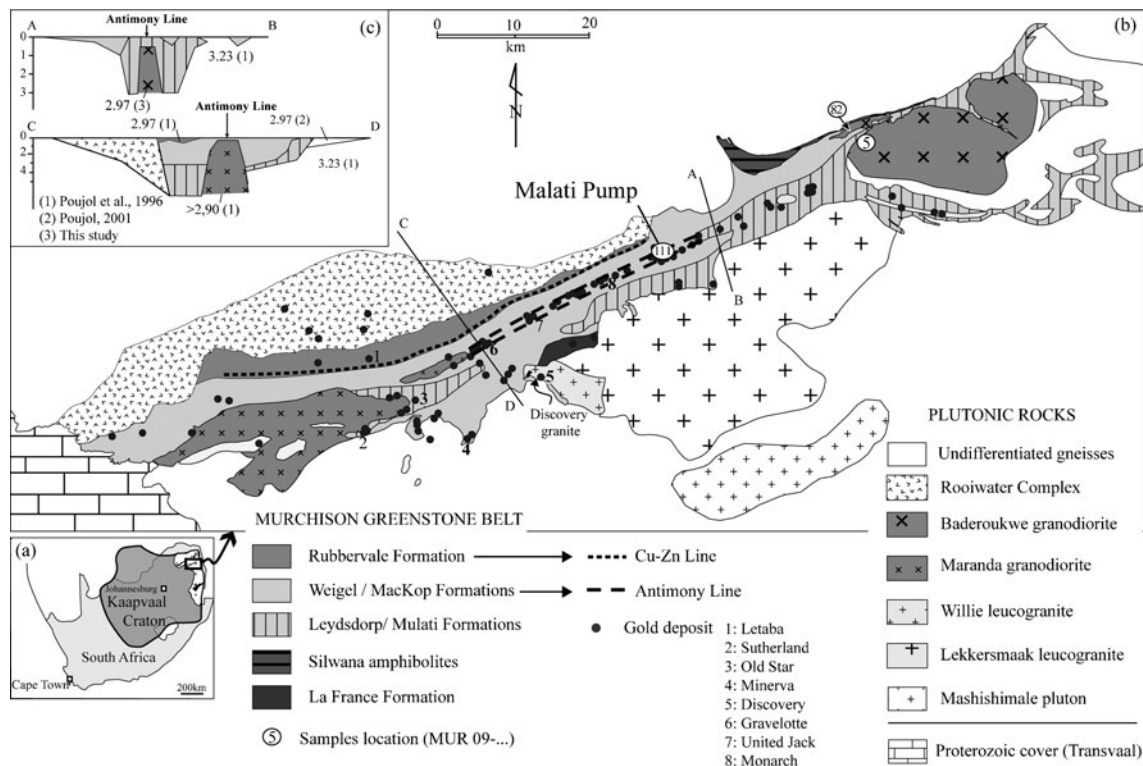 Antimony Line
A B (c)
0
1
2
3
3.23 (1)
2.97 (3)
2.97 (1)
Antimony Line
2.97 (2)
C D
0
2
4
3.23 (1)
>2,90 (1)
(1) Poujol et al., 1996
(2) Poujol, 2001
(3) This study
0 10 20
km
N
(b)
82
5
Malati Pump
A
111
C
8
B
7
6
1
5
D
Discovery
granite
3
2
4
PLUTONIC ROCKS
Undifferentiated gneisses
Rooiwater Complex
Baderoukwe granodiorite
Maranda granodiorite
Willie leucogranite
Lekkersmaak leucogranite
Mashishimale pluton
Proterozoic cover (Transvaal)
MURCHISON GREENSTONE BELT
Rubbervale Formation
Cu-Zn Line
Weigel / MacKop Formations
Antimony Line
Leydsdorp/ Mulati Formations
Gold deposit
Silwana amphibolites
La France Formation
5 Samples location (MUR 09-...)
1: Letaba
2: Sutherland
3: Old Star
4: Minerva
5: Discovery
6: Gravelotte
7: United Jack
8: Monarch
(a)
Johannesburg
Kaapvaal
Craton
South Africa
Cape Town
200km